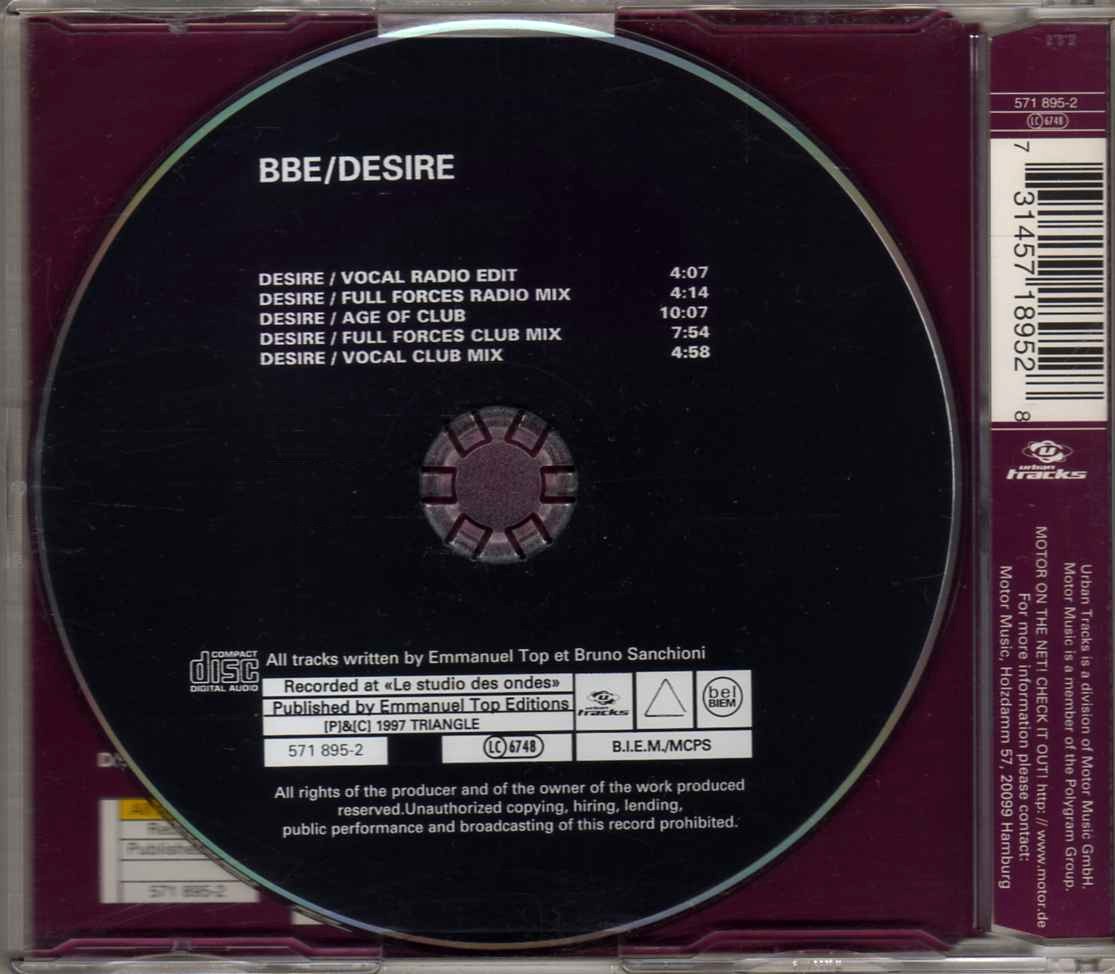 BBE/DESIRE
DESIRE / VOCAL RADIO EDIT 4:07
DESIRE / FULL FORCES RADIO MIX 4:14
DESIRE / AGE OF CLUB 10:07
DESIRE / FULL FORCES CLUB MIX 7:54
DESIRE / VOCAL CLUB MIX 4:58
COMPACT
disc
DIGITAL AUDIO
All tracks written by Emmanuel Top et Bruno Sanchioni
Recorded at «Le studio des ondes»
Published by Emmanuel Top Editions
[P]&[C] 1997 TRIANGLE
urban
tracks
bel
BIEM
571 895-2
LC 6748
B.I.E.M./MCPS
All rights of the producer and of the owner of the work produced
reserved.Unauthorized copying, hiring, lending,
public performance and broadcasting of this record prohibited.
Publishe
571 895-2
571 895-2
LC 6748
7 31457 18952 8
urban
tracks
Urban Tracks is a division of Motor Music GmbH.
Motor Music is a member of the Polygram Group.
MOTOR ON THE NET! CHECK IT OUT! http: // www.motor.de
For more information please contact:
Motor Music, Holzdamm 57, 20099 Hamburg